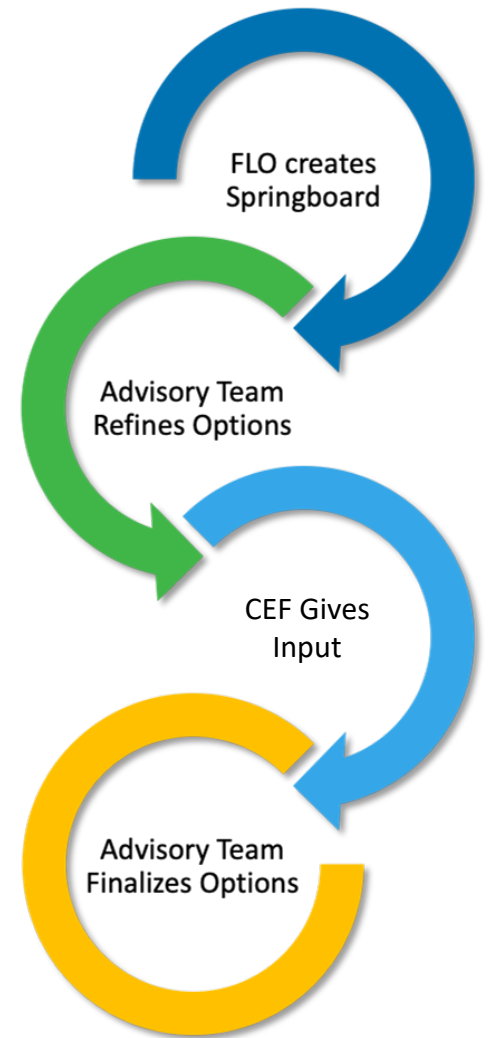 FLO creates
Springboard
Advisory Team
Refines Options
CEF Gives
Input
Advisory Team
Finalizes Options